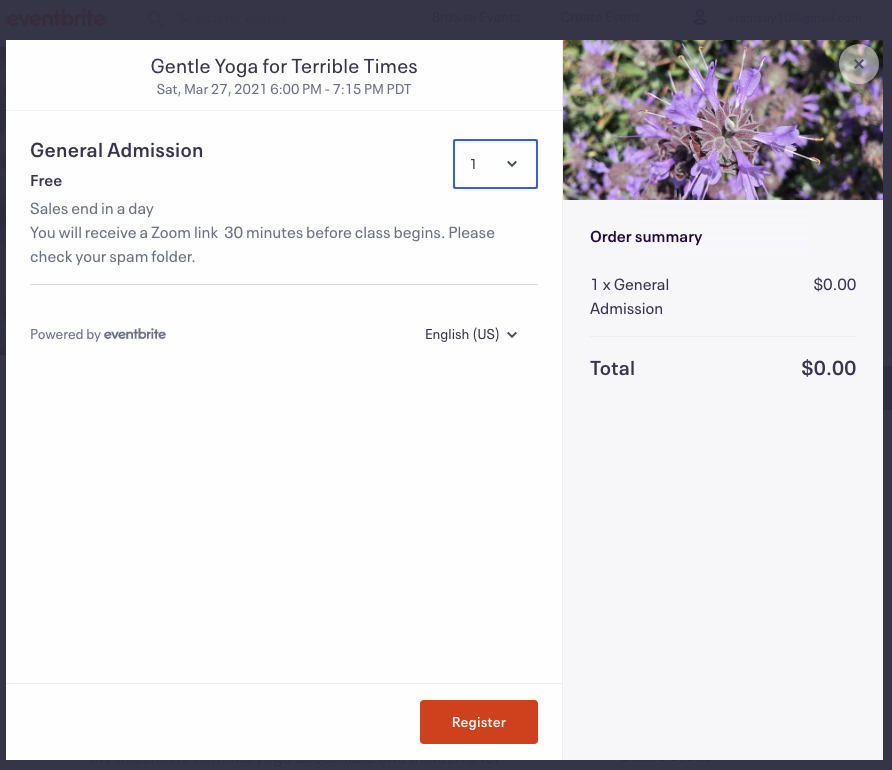 eventbrite
Browse Events
Create Event
Gentle Yoga for Terrible Times
Sat, Mar 27, 2021 6:00 PM - 7:15 PM PDT
General Admission
1
Free
Sales end in a day
You will receive a Zoom link 30 minutes before class begins. Please
check your spam folder.
Powered by eventbrite
English (US)
Register
Order summary
1 x General
Admission
$0.00
Total
$0.00